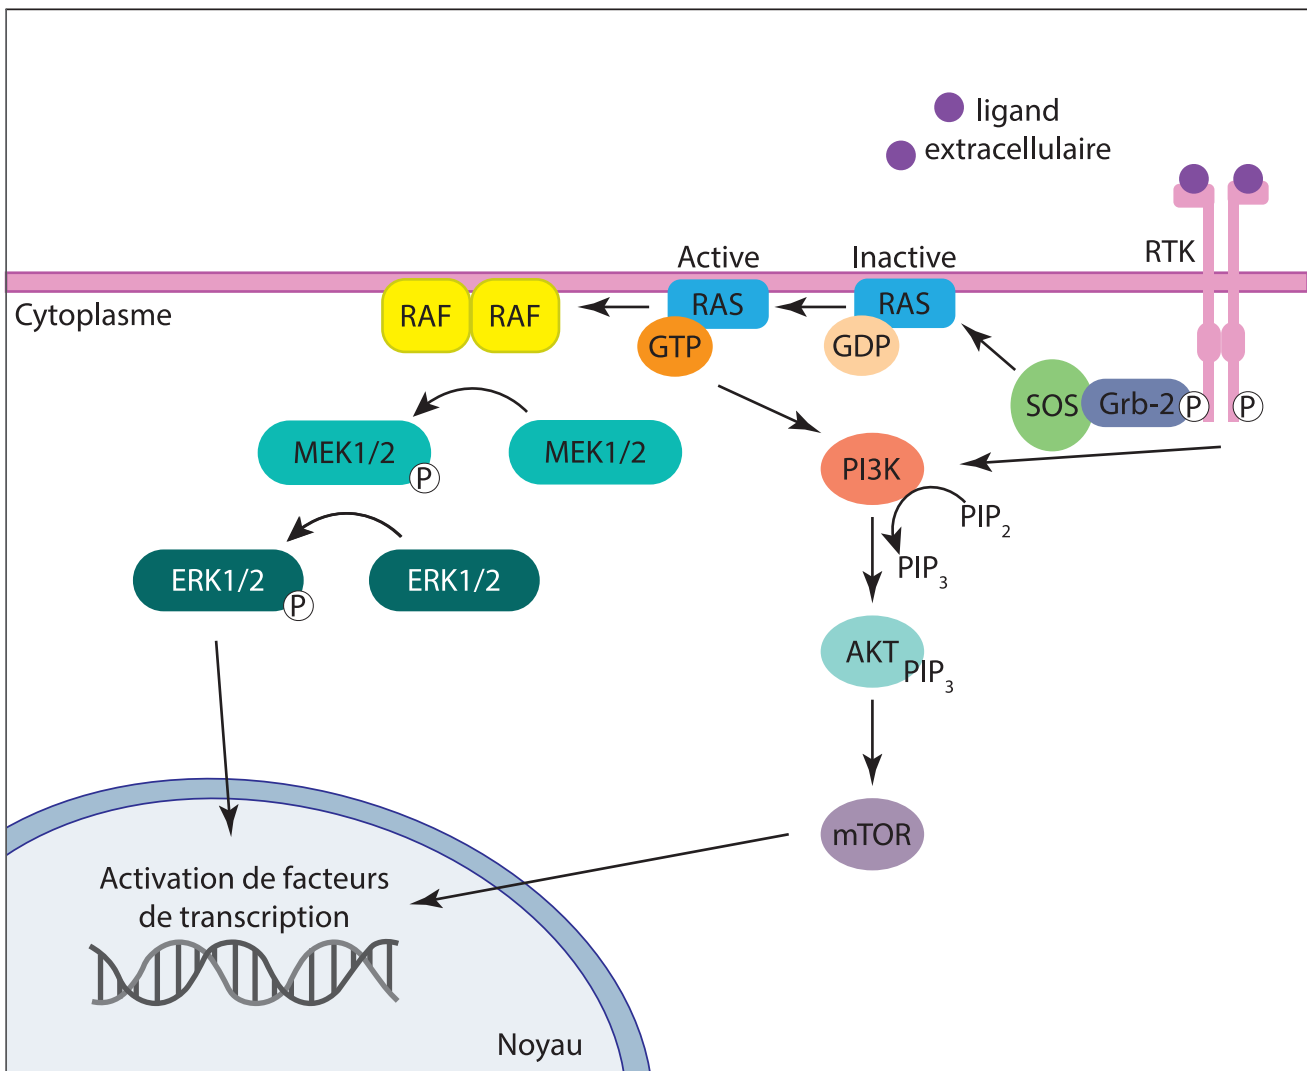 ligand
extracellulaire
RTK
Active
Inactive
Cytoplasme
RAF
RAF
RAS
RAS
GTP
GDP
SOS
Grb-2
P
P
MEK1/2
P
MEK1/2
PI3K
PIP2
PIP3
ERK1/2
P
ERK1/2
AKT
PIP3
mTOR
Activation de facteurs
de transcription
Noyau